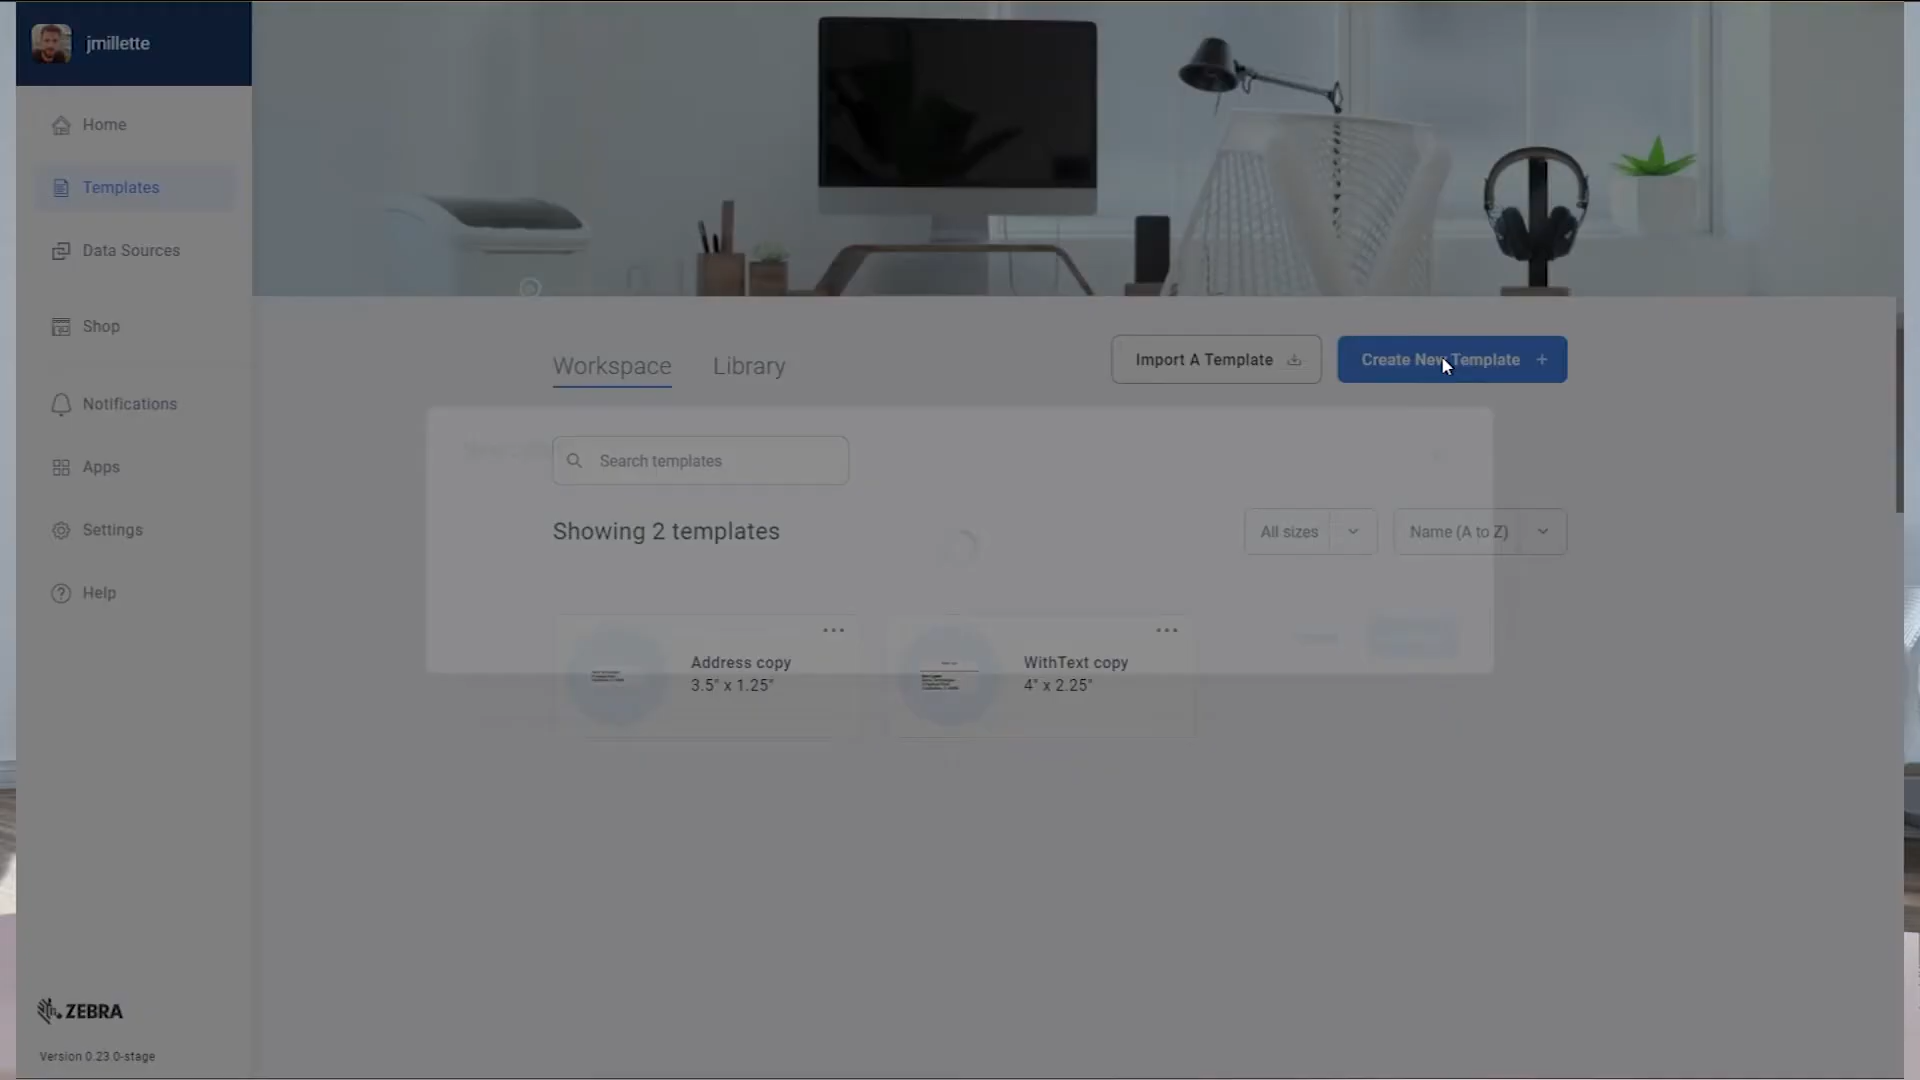 jmillette
Home
Templates
Data Sources
Shop
Notifications
Apps
Settings
Help
ZEBRA
Version 0.23.0-stage
Workspace
Library
Import A Template
Create New Template +
Search templates
Showing 2 templates
All sizes
Name (A to Z)
Address copy
3.5" x 1.25"
WithText copy
4" x 2.25"